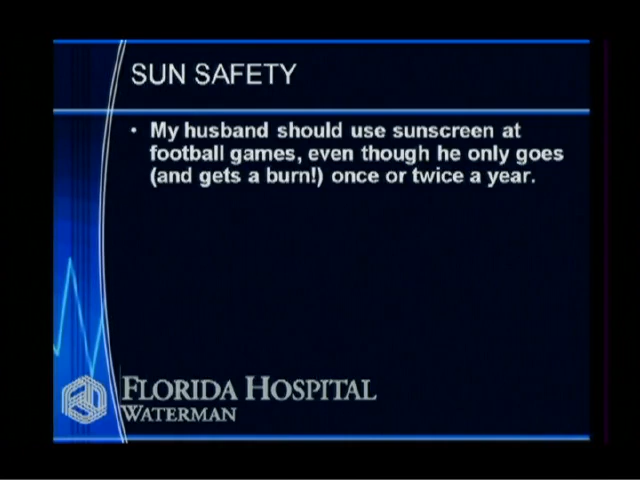 SUN SAFETY
• My husband should use sunscreen at
football games, even though he only goes
(and gets a burn!) once or twice a year.
FLORIDA HOSPITAL
WATERMAN